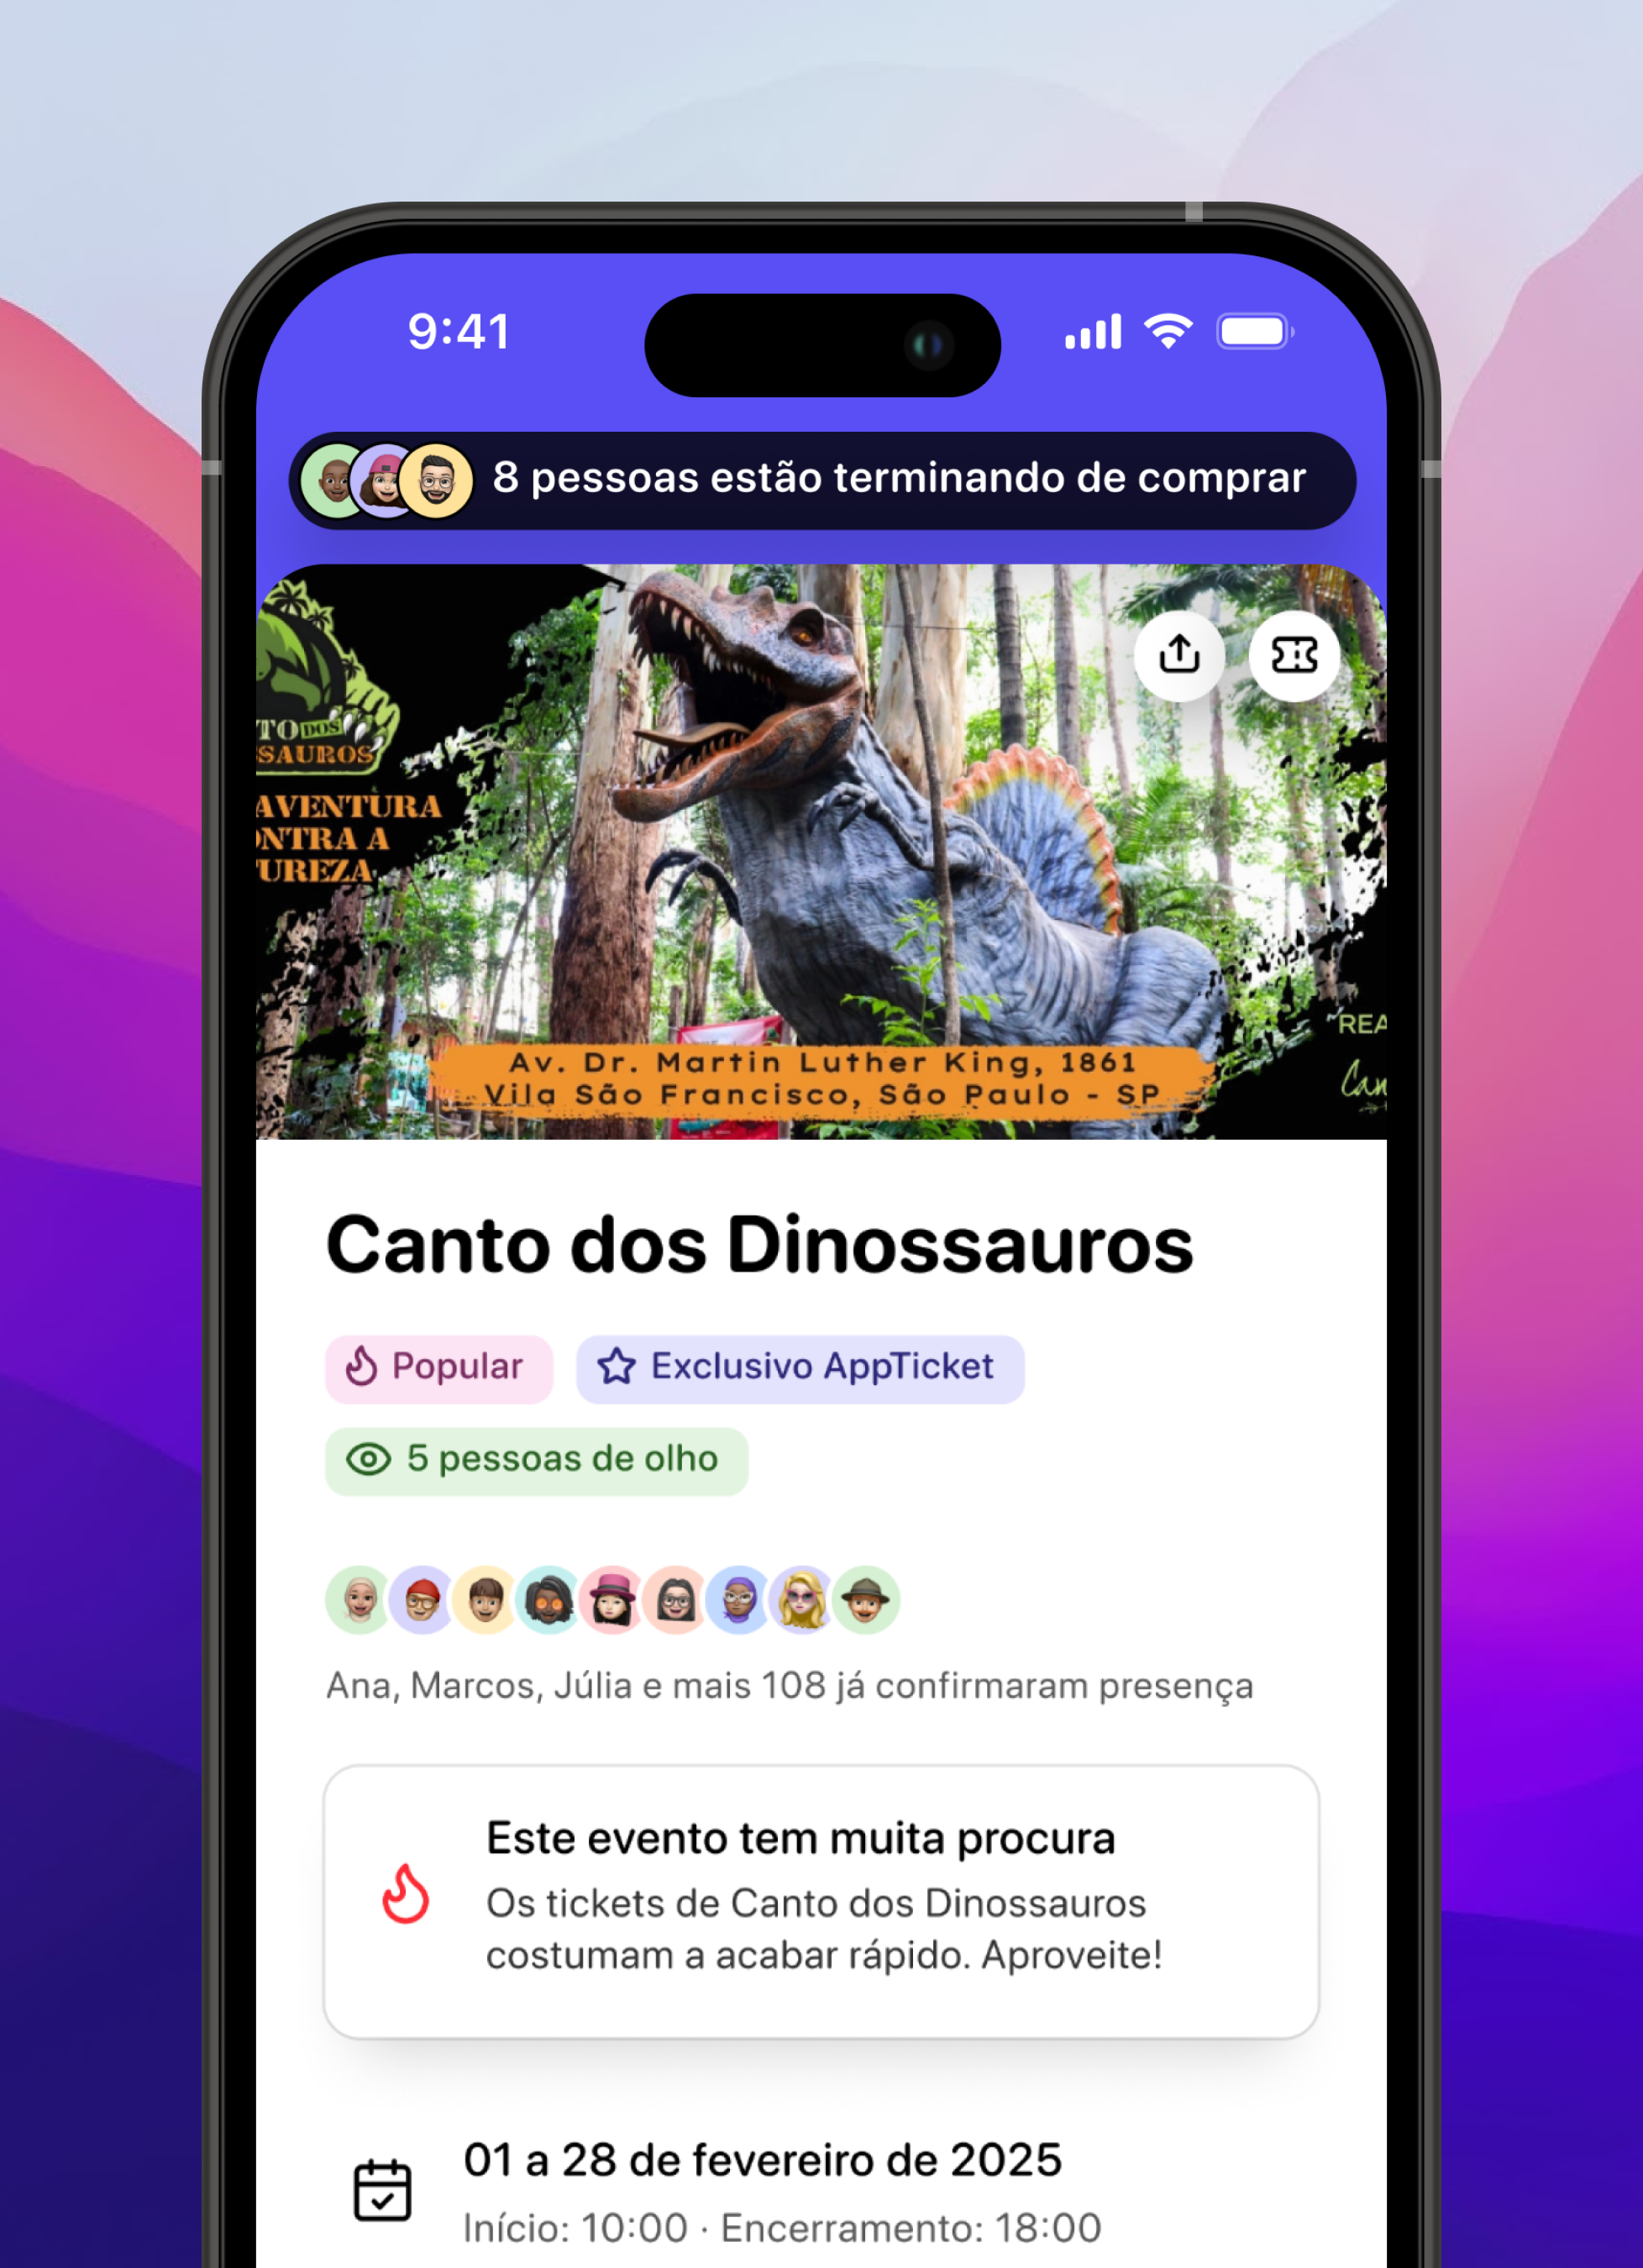 9:41
8 pessoas estão terminando de comprar
TO DOS
SAUROS
AVENTURA
ONTRA A
UREZA
REA
Can
Av. Dr. Martin Luther King, 1861
Vila São Francisco, São Paulo - SP
Canto dos Dinossauros
Popular
Exclusivo AppTicket
5 pessoas de olho
Ana, Marcos, Júlia e mais 108 já confirmaram presença
Este evento tem muita procura
Os tickets de Canto dos Dinossauros
costumam a acabar rápido. Aproveite!
01 a 28 de fevereiro de 2025
Início: 10:00 · Encerramento: 18:00